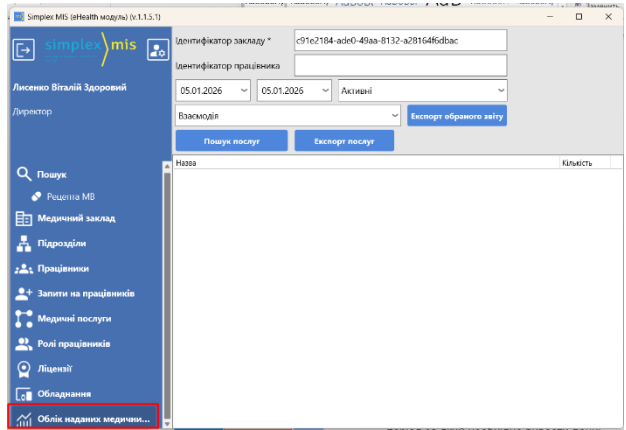 Simplex MIS (eHealth модуль) (v.1.1.5.1)
simplex mis
Лисенко Віталій Здоровий
Директор
Пошук
Рецепта МВ
Медичний заклад
Підрозділи
Працівники
Запити на працівників
Медичні послуги
Ролі працівників
Ліцензії
Обладнання
Облік наданих медични...
Ідентифікатор закладу *
c91e2184-ade0-49aa-8132-a28164f6dbac
Ідентифікатор працівника
05.01.2026
05.01.2026
Активні
Взаємодія
Експорт обраного звіту
Пошук послуг
Експорт послуг
Назва
Кількість